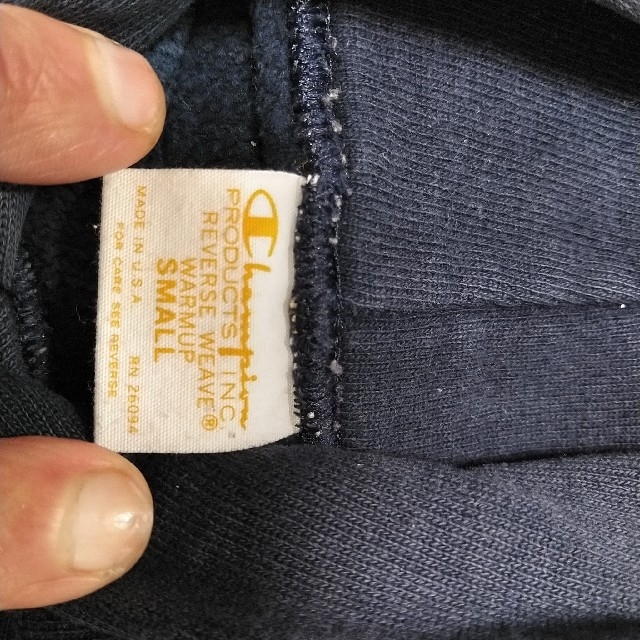 Champion
PRODUCTS INC.
REVERSE WEAVE®
WARMUP
SMALL
MADE IN U.S.A. RN 26094
FOR CARE SEE REVERSE